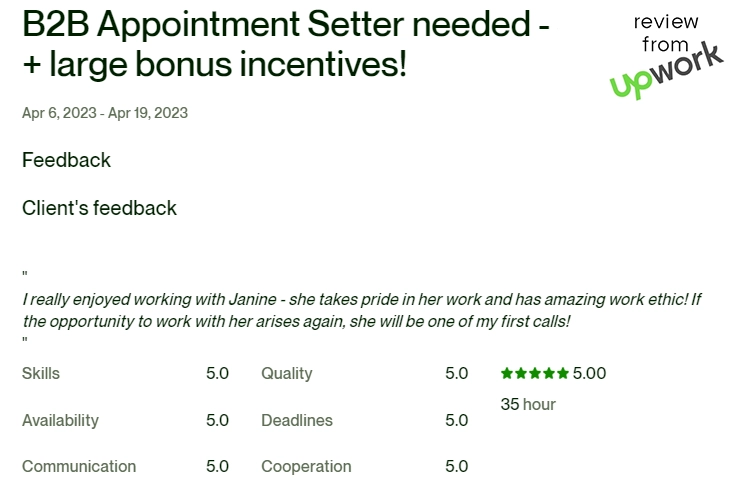 B2B Appointment Setter needed -
+ large bonus incentives!
review
from
upwork
Apr 6, 2023 - Apr 19, 2023
Feedback
Client's feedback
"
I really enjoyed working with Janine - she takes pride in her work and has amazing work ethic! If
the opportunity to work with her arises again, she will be one of my first calls!
"
Skills 5.0 Quality 5.0 ★★★★★ 5.00
35 hour
Availability 5.0 Deadlines 5.0
Communication 5.0 Cooperation 5.0